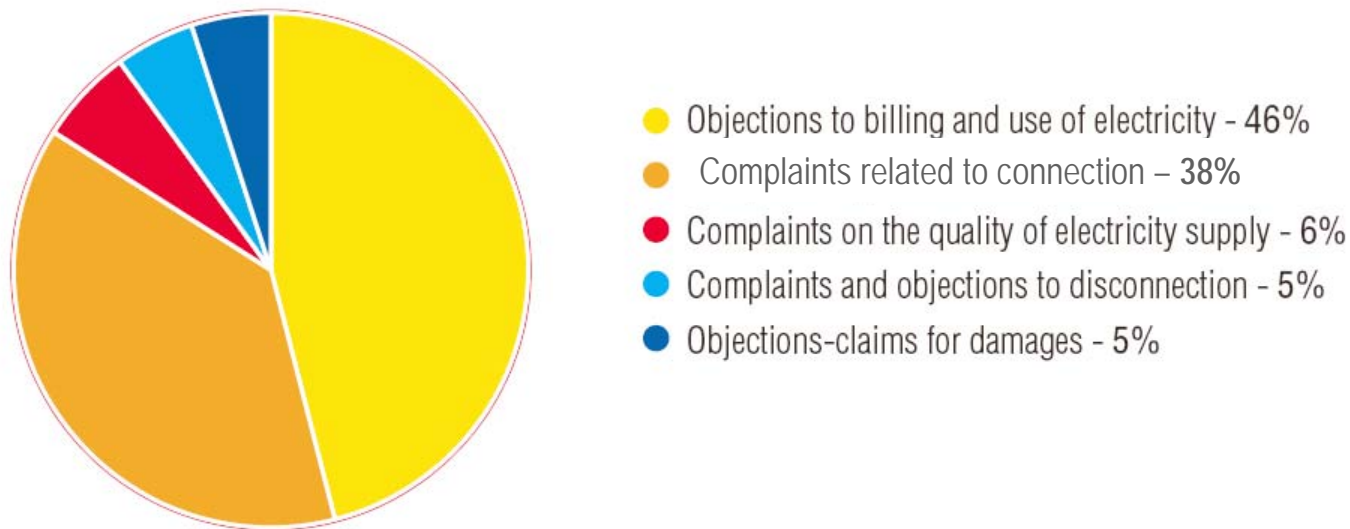 Objections to billing and use of electricity - 46%
Complaints related to connection – 38%
Complaints on the quality of electricity supply - 6%
Complaints and objections to disconnection - 5%
Objections-claims for damages - 5%